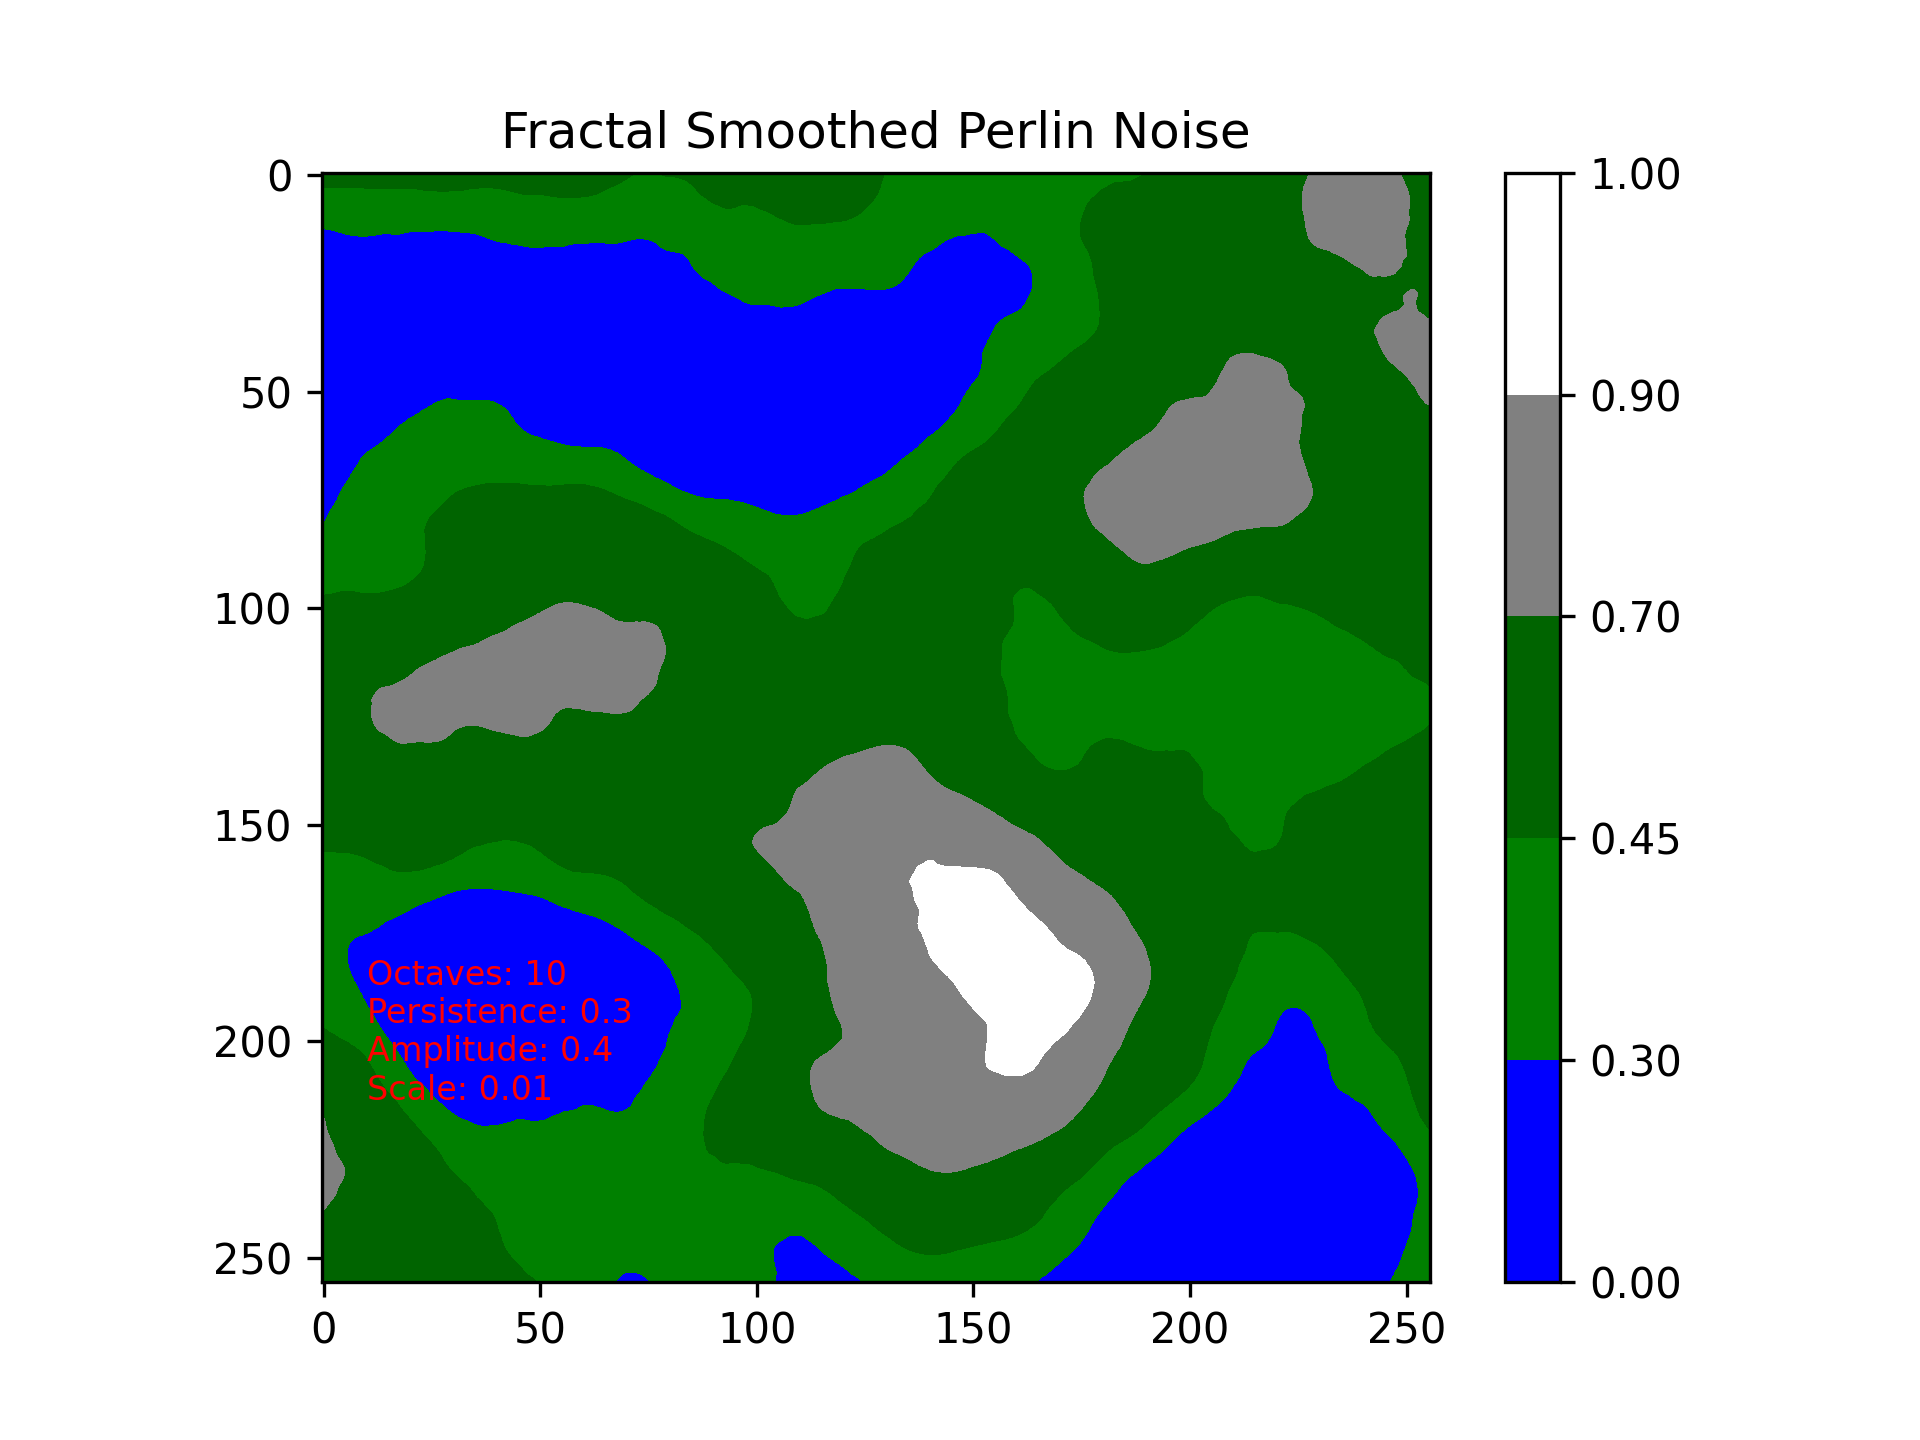 Fractal Smoothed Perlin Noise
0
50
100
150
200
250
Octaves: 10
Persistence: 0.3
Amplitude: 0.4
Scale: 0.01
0 50 100 150 200 250
1.00
0.90
0.70
0.45
0.30
0.00